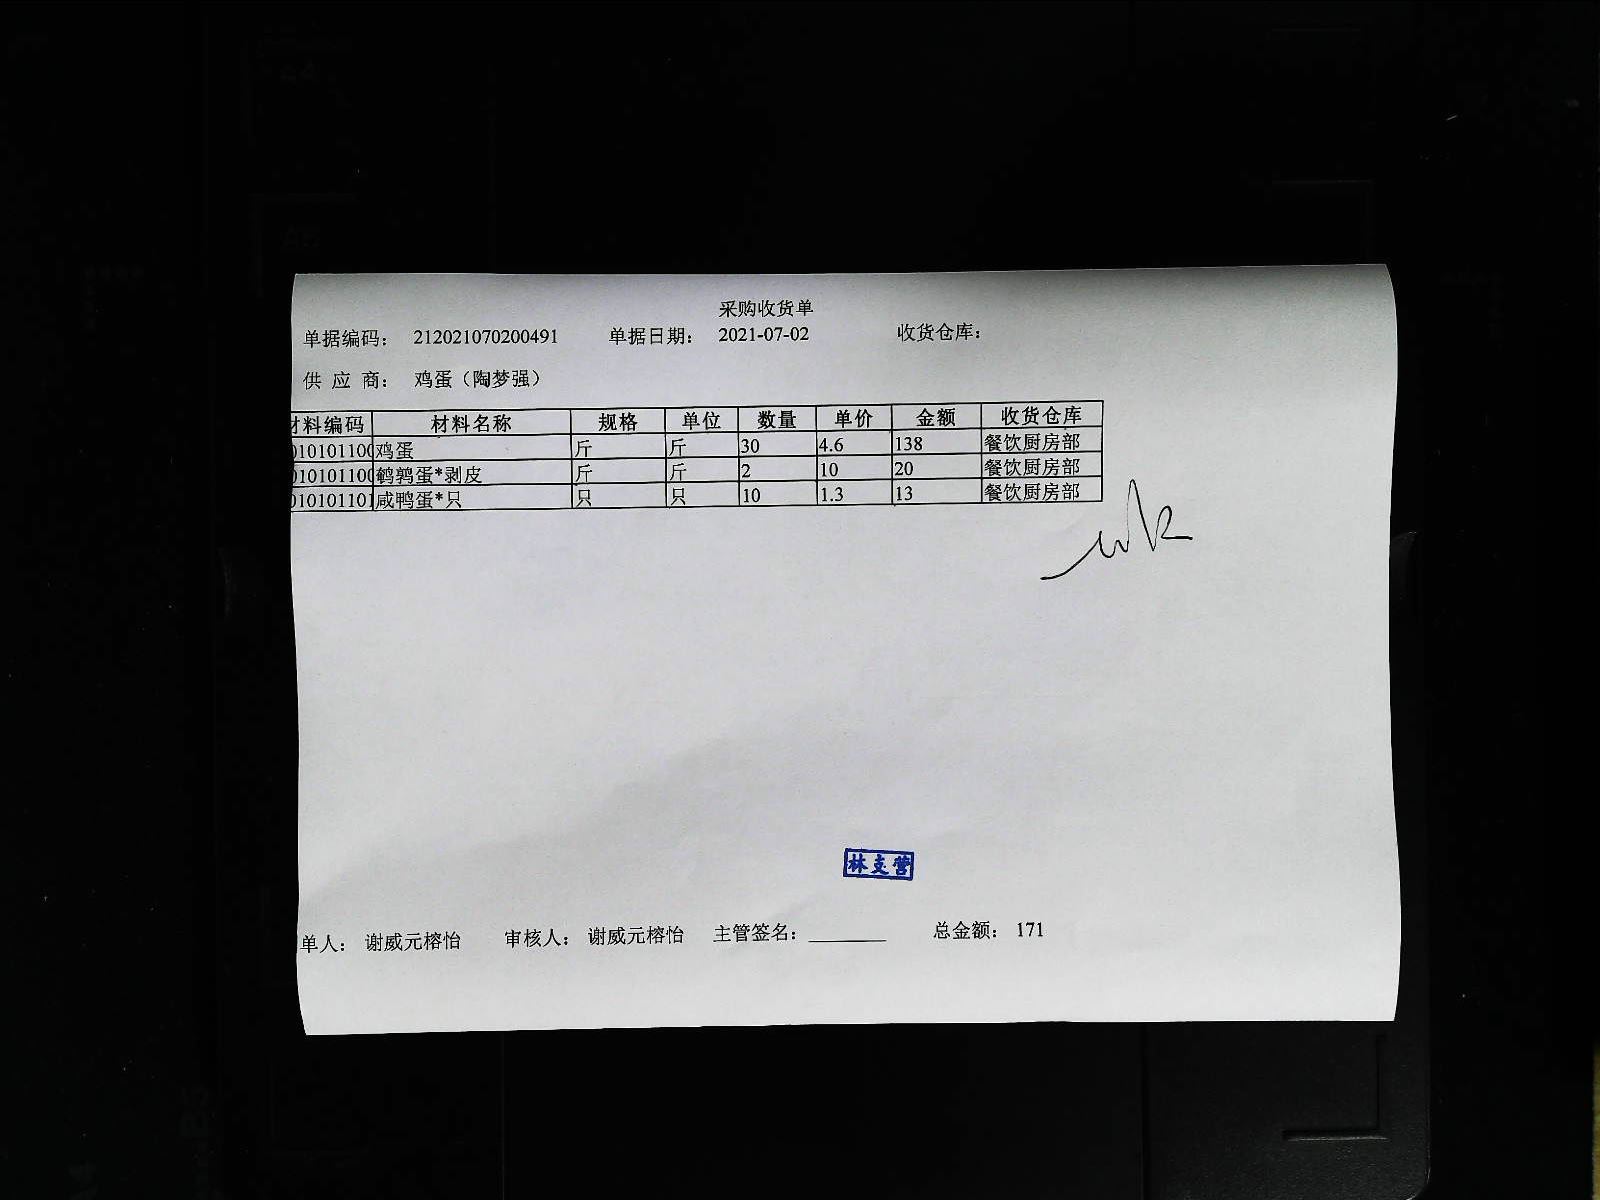 采购收货单
单据编码： 212021070200491 单据日期： 2021-07-02 收货仓库：
供 应 商： 鸡蛋（陶梦强）
材料编码 材料名称 规格 单位 数量 单价 金额 收货仓库
010101100 鸡蛋 斤 斤 30 4.6 138 餐饮厨房部
010101100 鹌鹑蛋*剥皮 斤 斤 2 10 20 餐饮厨房部
010101101 咸鸭蛋*只 只 只 10 1.3 13 餐饮厨房部
林支营
单人： 谢威元榕怡 审核人： 谢威元榕怡 主管签名：________ 总金额： 171